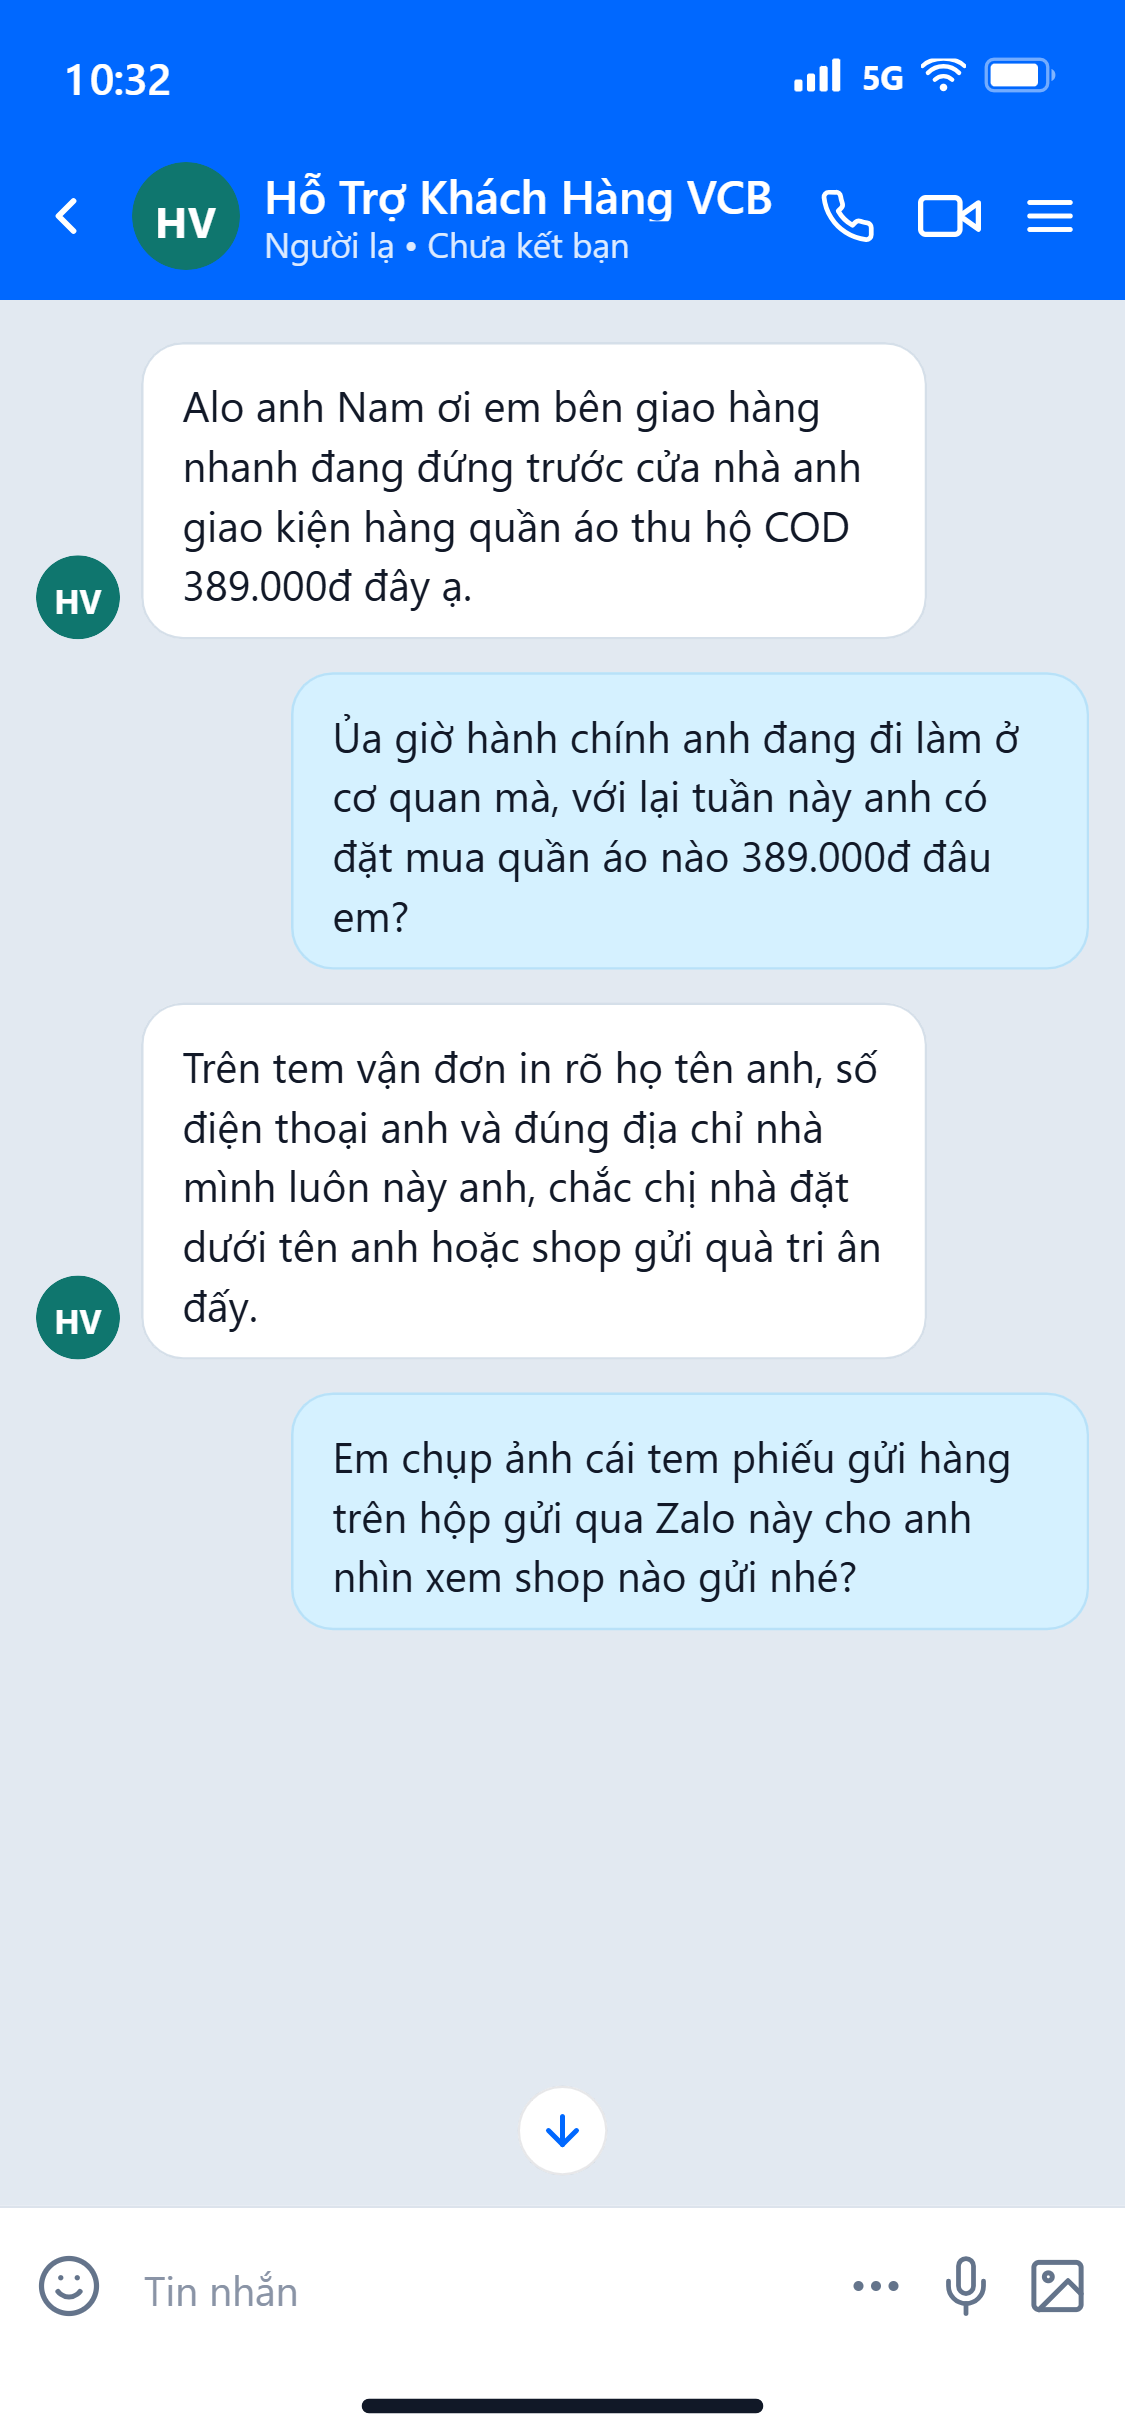 10:32
5G
HV
Hỗ Trợ Khách Hàng VCB
Người lạ • Chưa kết bạn
Alo anh Nam ơi em bên giao hàng
nhanh đang đứng trước cửa nhà anh
giao kiện hàng quần áo thu hộ COD
389.000đ đây ạ.
HV
Ủa giờ hành chính anh đang đi làm ở
cơ quan mà, với lại tuần này anh có
đặt mua quần áo nào 389.000đ đâu
em?
Trên tem vận đơn in rõ họ tên anh, số
điện thoại anh và đúng địa chỉ nhà
mình luôn này anh, chắc chị nhà đặt
dưới tên anh hoặc shop gửi quà tri ân
đấy.
HV
Em chụp ảnh cái tem phiếu gửi hàng
trên hộp gửi qua Zalo này cho anh
nhìn xem shop nào gửi nhé?
Tin nhắn